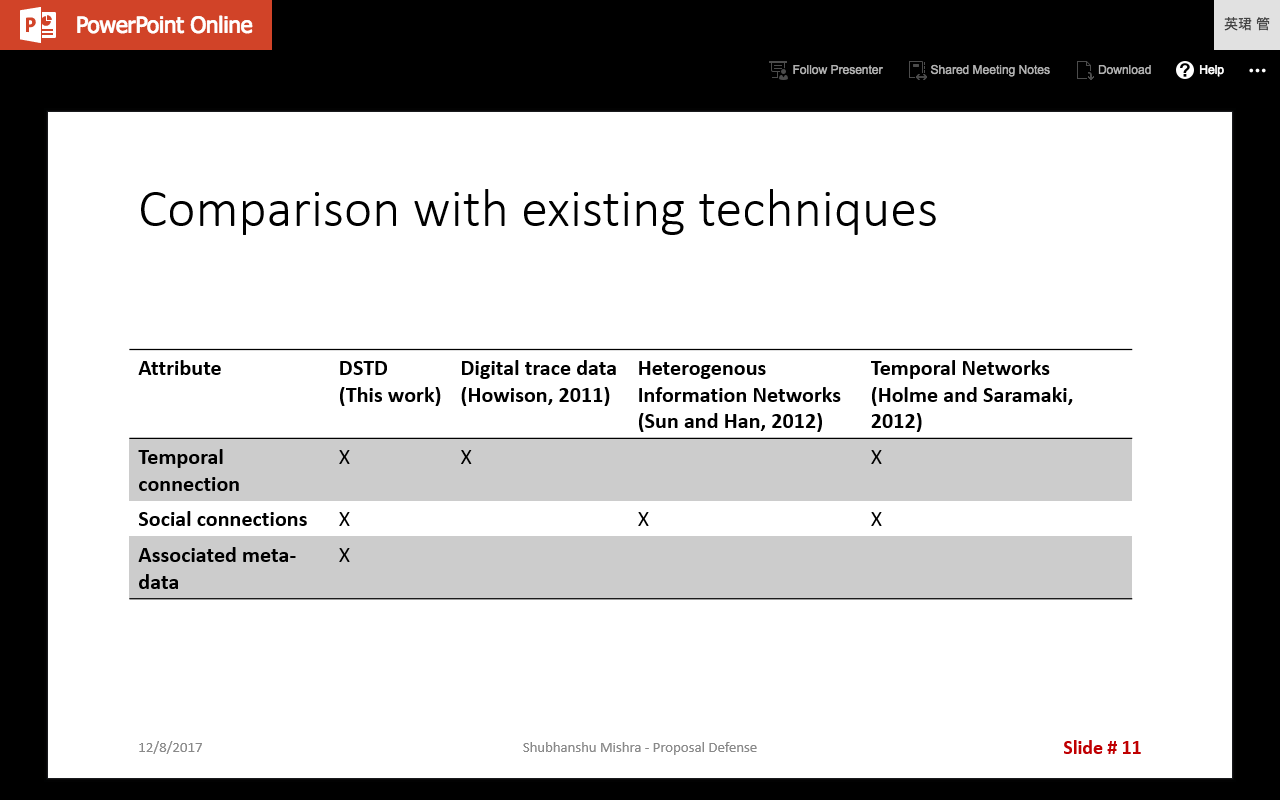 PowerPoint Online
英珺 管
Follow Presenter
Shared Meeting Notes
Download
Help
Comparison with existing techniques
Attribute
DSTD
(This work)
Digital trace data
(Howison, 2011)
Heterogenous
Information Networks
(Sun and Han, 2012)
Temporal Networks
(Holme and Saramaki,
2012)
Temporal
connection
X
X
X
Social connections
X
X
X
Associated meta-
data
X
12/8/2017
Shubhanshu Mishra - Proposal Defense
Slide # 11